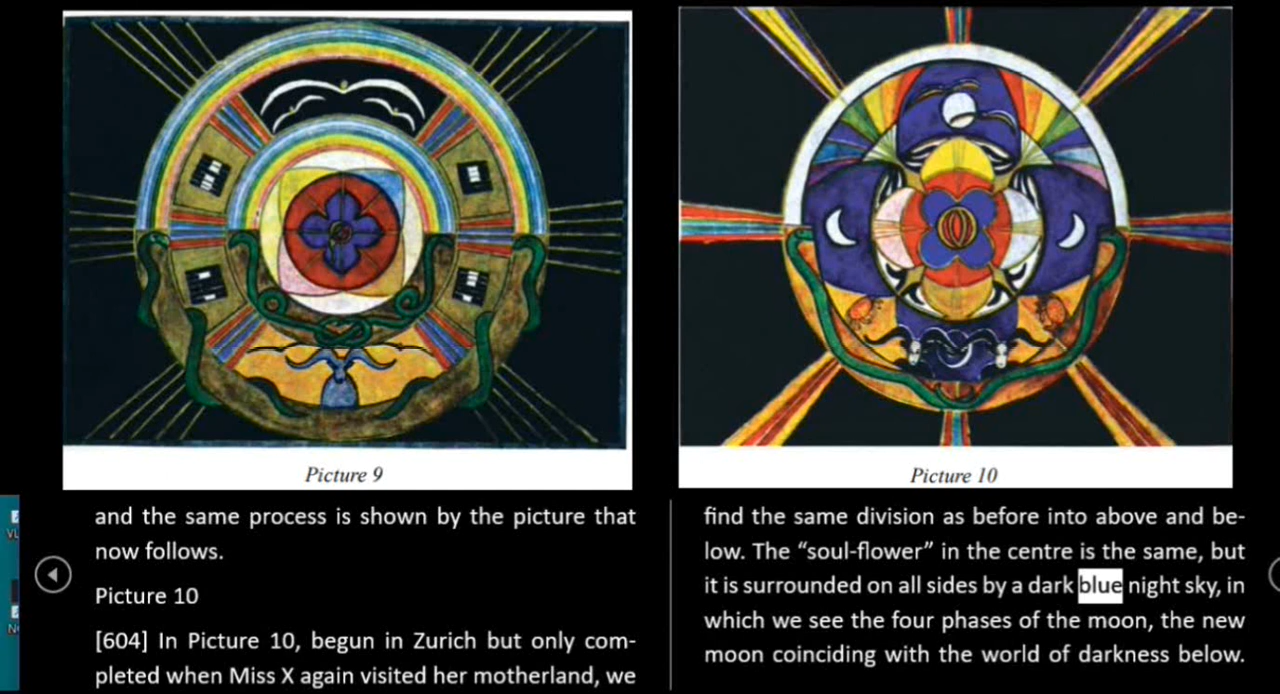 Picture 9
and the same process is shown by the picture that
now follows.
Picture 10
[604] In Picture 10, begun in Zurich but only com-
pleted when Miss X again visited her motherland, we
Picture 10
find the same division as before into above and be-
low. The “soul-flower” in the centre is the same, but
it is surrounded on all sides by a dark blue night sky, in
which we see the four phases of the moon, the new
moon coinciding with the world of darkness below.
VL